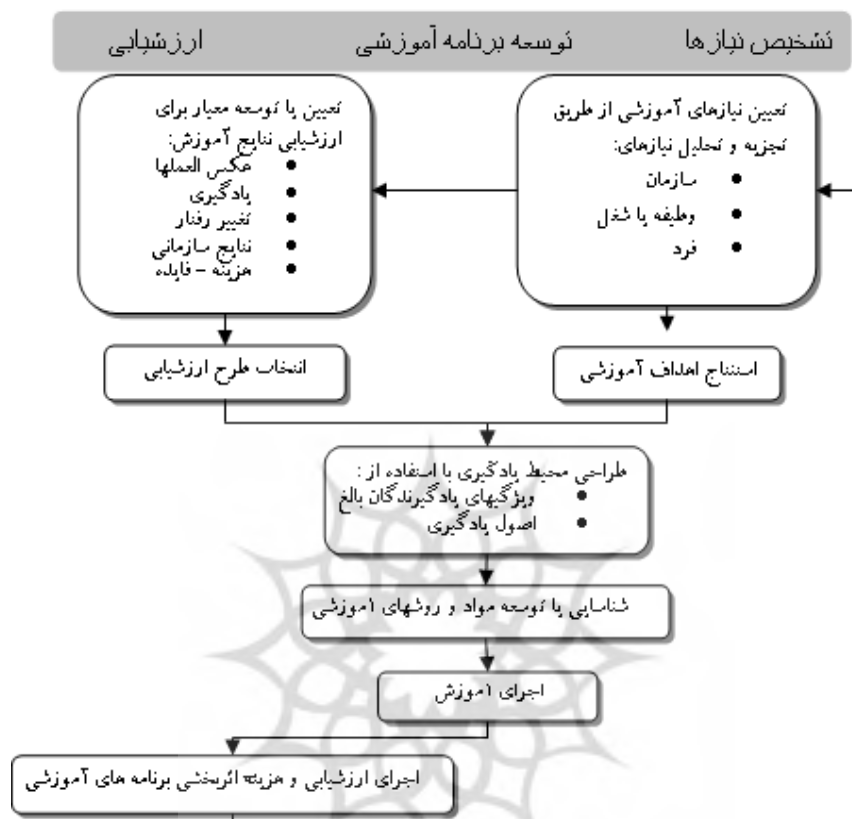 تشخیص نیازها
توسعه برنامه آموزشی
ارزشیابی
تعیین نیازهای آموزشی از طریق
تجزیه و تحلیل نیازهای:
● سازمان
● وظیفه یا شغل
● فرد
تعیین یا توسعه معیار برای
ارزشیابی نتایج آموزش:
● عکس العملها
● یادگیری
● تغییر رفتار
● نتایج سازمانی
● هزینه – فایده
استنتاج اهداف آموزشی
انتخاب طرح ارزشیابی
طراحی محیط یادگیری با استفاده از :
● ویژگیهای یادگیرندگان بالغ
● اصول یادگیری
شناسایی یا توسعه مواد و روشهای آموزشی
اجرای آموزش
اجرای ارزشیابی و هزینه اثربخشی برنامه های آموزشی